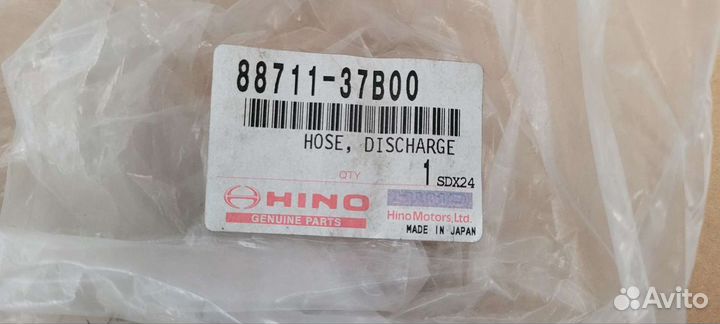 88711-37B00
HOSE, DISCHARGE
QTY 1 SDX24
HINO
GENUINE PARTS
Hino Motors, Ltd.
MADE IN JAPAN
Avito